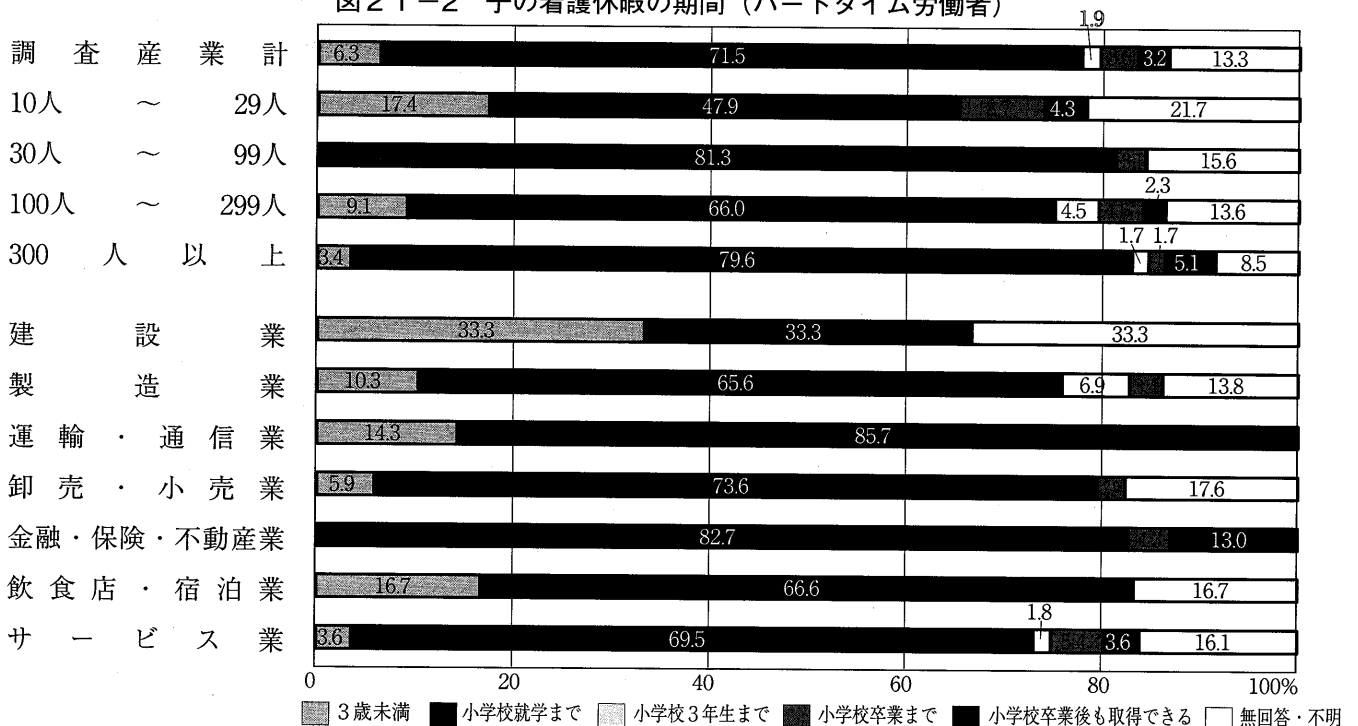 図21-2 子の看護休暇の期間（パートタイム労働者）
1.9
調査産業計 6.3 71.5 3.2 13.3
10人 ～ 29人 17.4 47.9 4.3 21.7
30人 ～ 99人 81.3 15.6
2.3
100人 ～ 299人 9.1 66.0 4.5 13.6
1.7 1.7
300人以上 3.4 79.6 5.1 8.5
建設業 33.3 33.3 33.3
製造業 10.3 65.6 6.9 13.8
運輸・通信業 14.3 85.7
卸売・小売業 5.9 73.6 17.6
金融・保険・不動産業 82.7 13.0
飲食店・宿泊業 16.7 66.6 16.7
1.8
サービス業 3.6 69.5 3.6 16.1
0 20 40 60 80 100%
3歳未満 小学校就学まで 小学校3年生まで 小学校卒業まで 小学校卒業後も取得できる 無回答・不明